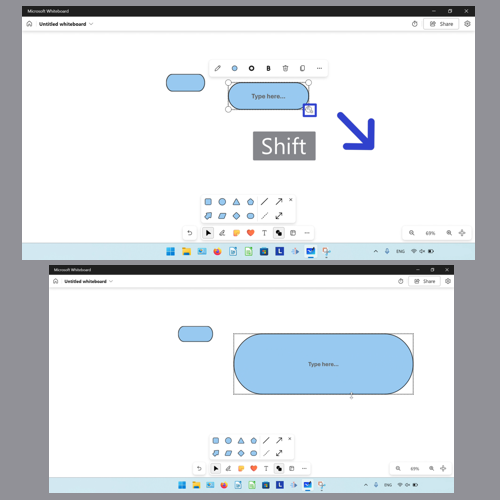 Microsoft Whiteboard
Untitled whiteboard
Share
B
Type here...
Shift
T
69%
ENG
Microsoft Whiteboard
Untitled whiteboard
Share
Type here...
T
69%
ENG